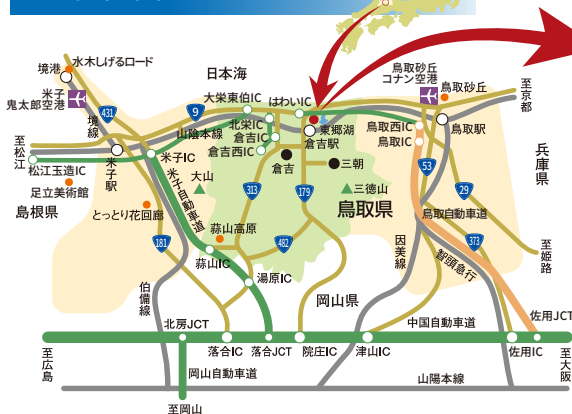 水木しげるロード
境港
米子
鬼太郎空港
431
境線
日本海
大栄東伯IC
はわいIC
9
北栄IC
倉吉IC
倉吉西IC
山陰本線
東郷湖
倉吉駅
鳥取砂丘
コナン空港
鳥取砂丘
至京都
鳥取西IC
鳥取IC
鳥取駅
兵庫県
至松江
松江玉造IC
米子駅
米子IC
足立美術館
島根県
とっとり花回廊
米子自動車道
大山
倉吉
三朝
三徳山
313
179
鳥取県
53
29
鳥取自動車道
373
181
蒜山高原
蒜山IC
482
湯原IC
因美線
智頭急行
至姫路
伯備線
岡山県
北房JCT
中国自動車道
佐用JCT
至広島
落合IC
落合JCT
院庄IC
津山IC
佐用IC
至大阪
岡山自動車道
山陽本線
至岡山